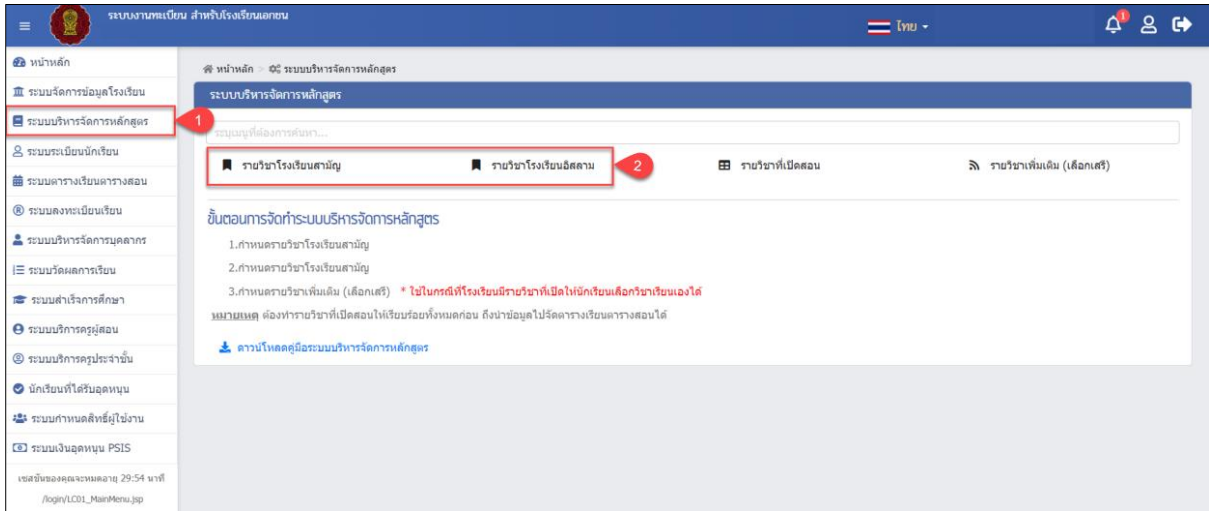 ระบบงานทะเบียน สำหรับโรงเรียนเอกชน
ไทย
1
หน้าหลัก
ระบบจัดการข้อมูลโรงเรียน
ระบบบริหารจัดการหลักสูตร
ระบบระเบียนนักเรียน
ระบบตารางเรียนตารางสอน
ระบบลงทะเบียนเรียน
ระบบบริหารจัดการบุคลากร
ระบบวัดผลการเรียน
ระบบสำเร็จการศึกษา
ระบบบริการครูผู้สอน
ระบบบริการครูประจำชั้น
นักเรียนที่ได้รับอุดหนุน
ระบบกำหนดสิทธิ์ผู้ใช้งาน
ระบบเงินอุดหนุน PSIS
เซสชันของคุณจะหมดอายุ 29:54 นาที
/login/LC01_MainMenu.jsp
1
หน้าหลัก > ระบบบริหารจัดการหลักสูตร
ระบบบริหารจัดการหลักสูตร
ระบุเมนูที่ต้องการค้นหา...
รายวิชาโรงเรียนสามัญ รายวิชาโรงเรียนอิสลาม 2 รายวิชาที่เปิดสอน รายวิชาเพิ่มเติม (เลือกเสรี)
ขั้นตอนการจัดทำระบบบริหารจัดการหลักสูตร
1.กำหนดรายวิชาโรงเรียนสามัญ
2.กำหนดรายวิชาโรงเรียนสามัญ
3.กำหนดรายวิชาเพิ่มเติม (เลือกเสรี) * ใช้ในกรณีที่โรงเรียนมีรายวิชาที่เปิดให้นักเรียนเลือกวิชาเรียนเองได้
หมายเหตุ ต้องทำรายวิชาที่เปิดสอนให้เรียบร้อยทั้งหมดก่อน ถึงนำข้อมูลไปจัดตารางเรียนตารางสอนได้
ดาวน์โหลดคู่มือระบบบริหารจัดการหลักสูตร